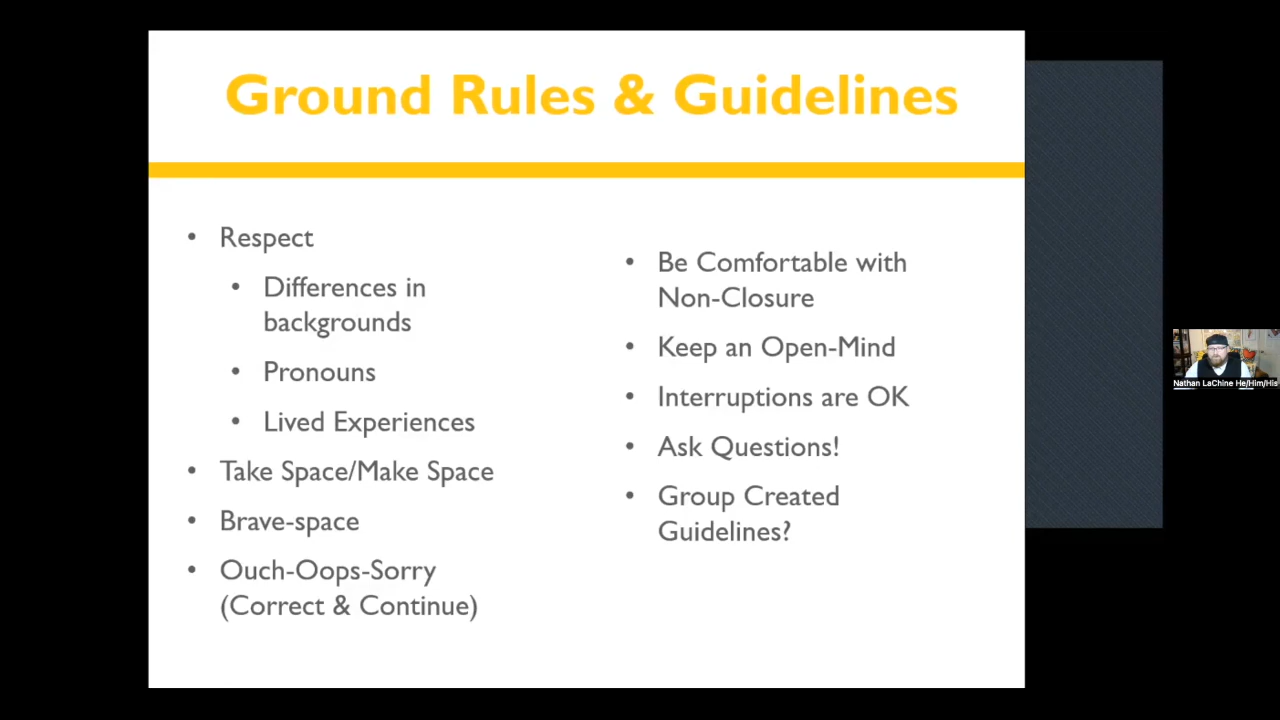 Ground Rules & Guidelines
• Respect
• Differences in
backgrounds
• Pronouns
• Lived Experiences
• Take Space/Make Space
• Brave-space
• Ouch-Oops-Sorry
(Correct & Continue)
• Be Comfortable with
Non-Closure
• Keep an Open-Mind
• Interruptions are OK
• Ask Questions!
• Group Created
Guidelines?
Nathan LaChine He/Him/His